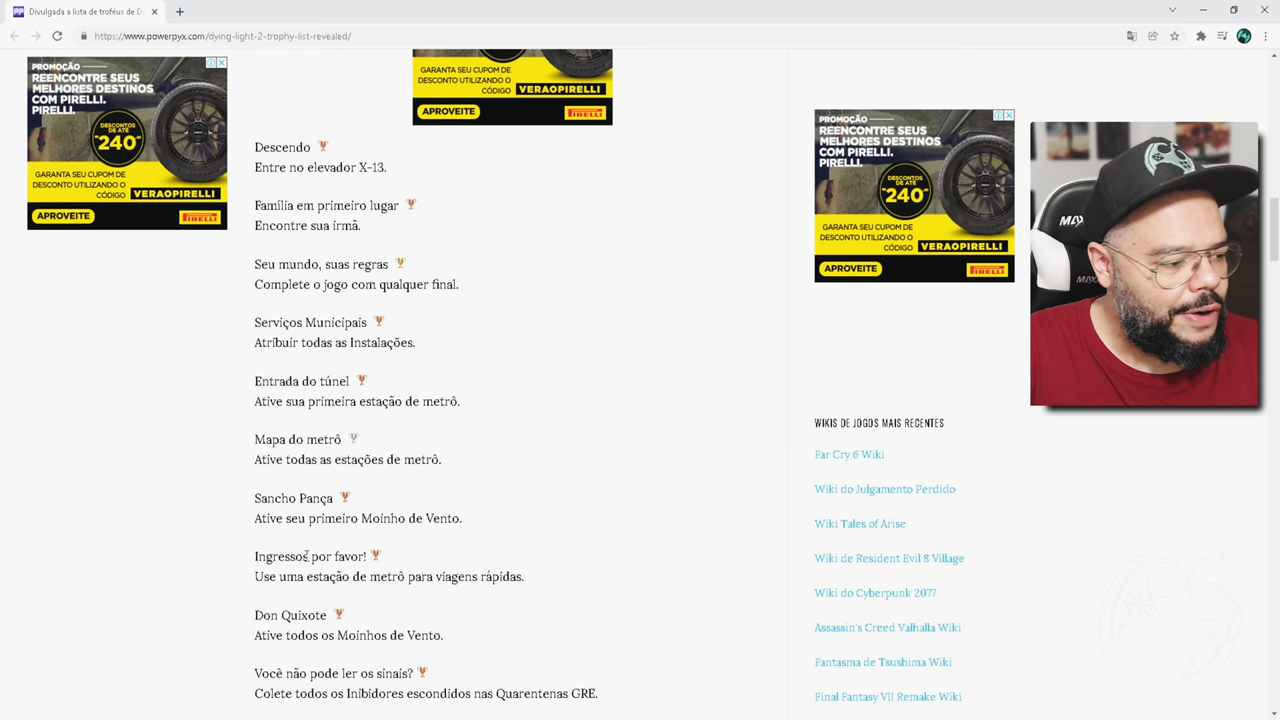 Divulgada a lista de troféus de Dy
https://www.powerpyx.com/dying-light-2-trophy-list-revealed/
PROMOÇÃO
REENCONTRE SEUS
MELHORES DESTINOS
COM PIRELLI.
PIRELLI.
DESCONTOS
DE ATÉ
240
GARANTA SEU CUPOM DE
DESCONTO UTILIZANDO O
CÓDIGO
VERAOPIRELLI
APROVEITE
PIRELLI
GARANTA SEU CUPOM DE
DESCONTO UTILIZANDO O
CÓDIGO
VERAOPIRELLI
APROVEITE
PIRELLI
Descendo
Entre no elevador X-13.
Família em primeiro lugar
Encontre sua irmã.
Seu mundo, suas regras
Complete o jogo com qualquer final.
Serviços Municipais
Atribuir todas as Instalações.
Entrada do túnel
Ative sua primeira estação de metrô.
Mapa do metrô
Ative todas as estações de metrô.
Sancho Pança
Ative seu primeiro Moinho de Vento.
Ingressos por favor!
Use uma estação de metrô para viagens rápidas.
Don Quixote
Ative todos os Moinhos de Vento.
Você não pode ler os sinais?
Colete todos os Inibidores escondidos nas Quarentenas GRE.
PROMOÇÃO
REENCONTRE SEUS
MELHORES DESTINOS
COM PIRELLI.
PIRELLI.
DESCONTOS
DE ATÉ
240
GARANTA SEU CUPOM DE
DESCONTO UTILIZANDO O
CÓDIGO
VERAOPIRELLI
APROVEITE
PIRELLI
WIKIS DE JOGOS MAIS RECENTES
Far Cry 6 Wiki
Wiki do Julgamento Perdido
Wiki Tales of Arise
Wiki de Resident Evil 8 Village
Wiki do Cyberpunk 2077
Assassin's Creed Valhalla Wiki
Fantasma de Tsushima Wiki
Final Fantasy VII Remake Wiki
MAX
MAX